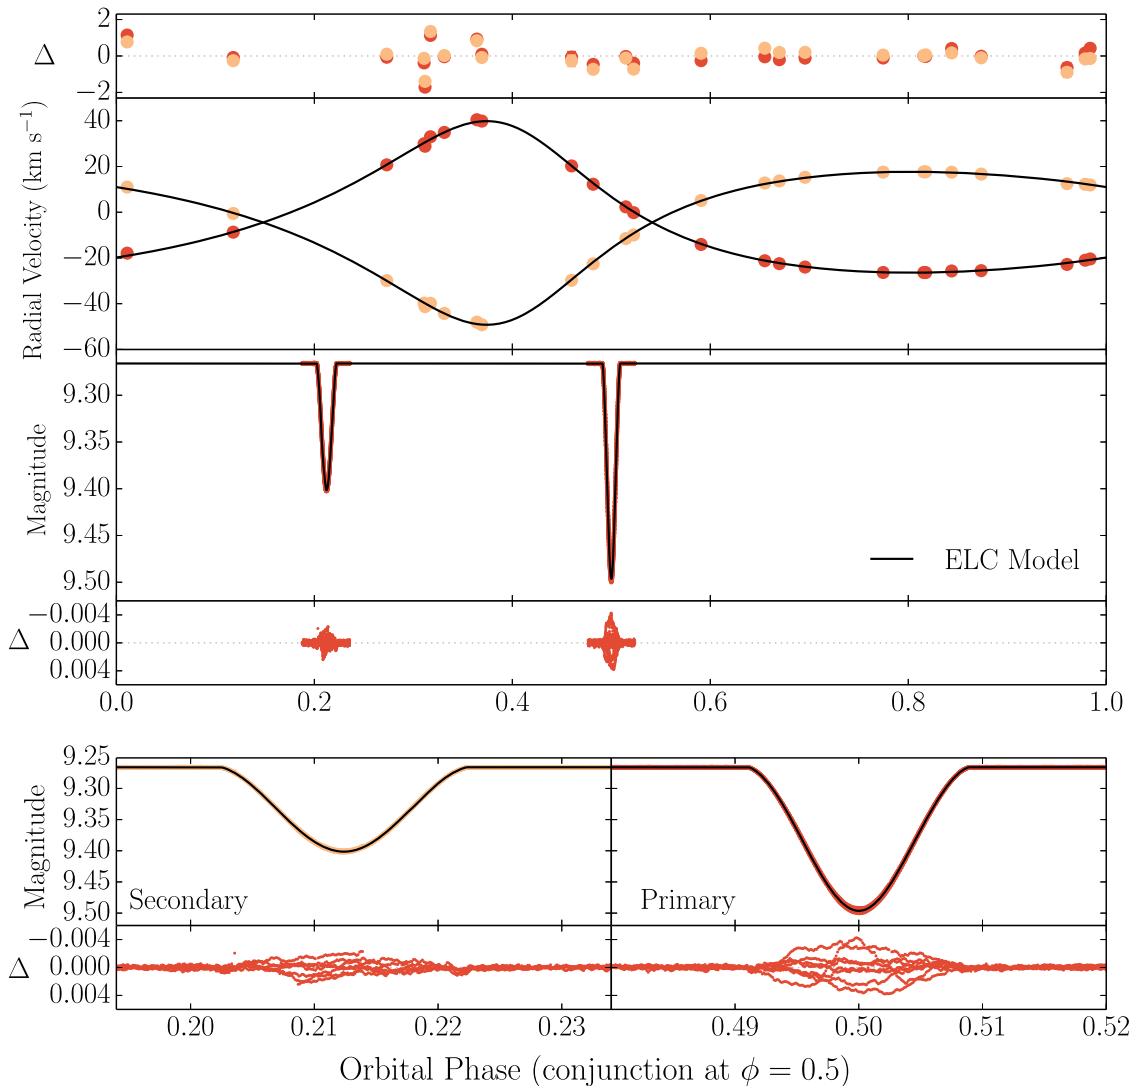 Δ
2
0
−2
Radial Velocity (km s⁻¹)
40
20
0
−20
−40
−60
Magnitude
9.30
9.35
9.40
9.45
9.50
ELC Model
Δ
−0.004
0.000
0.004
0.0 0.2 0.4 0.6 0.8 1.0
Magnitude
9.25
9.30
9.35
9.40
9.45
9.50
Secondary Primary
Δ
−0.004
0.000
0.004
0.20 0.21 0.22 0.23 0.49 0.50 0.51 0.52
Orbital Phase (conjunction at ϕ = 0.5)